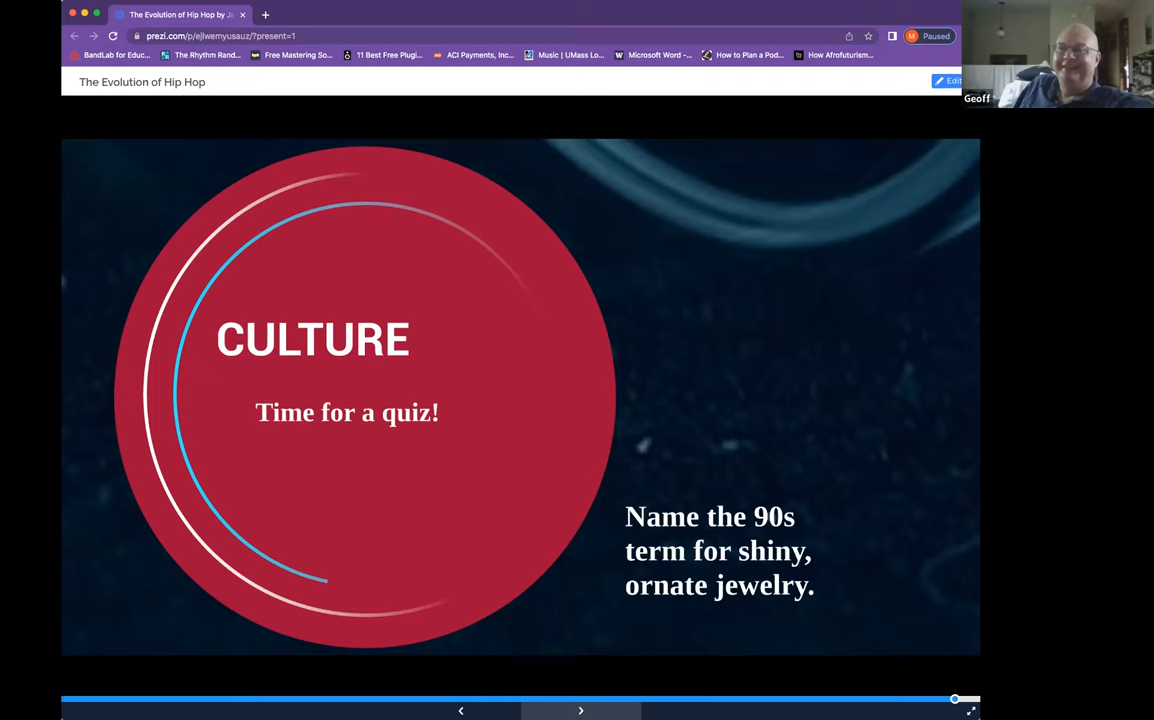 The Evolution of Hip Hop by Ja
prezi.com/p/ejlwemyusauz/?present=1
M Paused
BandLab for Educ...
The Rhythm Rand...
Free Mastering So...
11 Best Free Plugi...
ACI Payments, Inc...
Music | UMass Lo...
Microsoft Word -...
How to Plan a Pod...
How Afrofuturism...
The Evolution of Hip Hop
Edit
Geoff
CULTURE
Time for a quiz!
Name the 90s
term for shiny,
ornate jewelry.